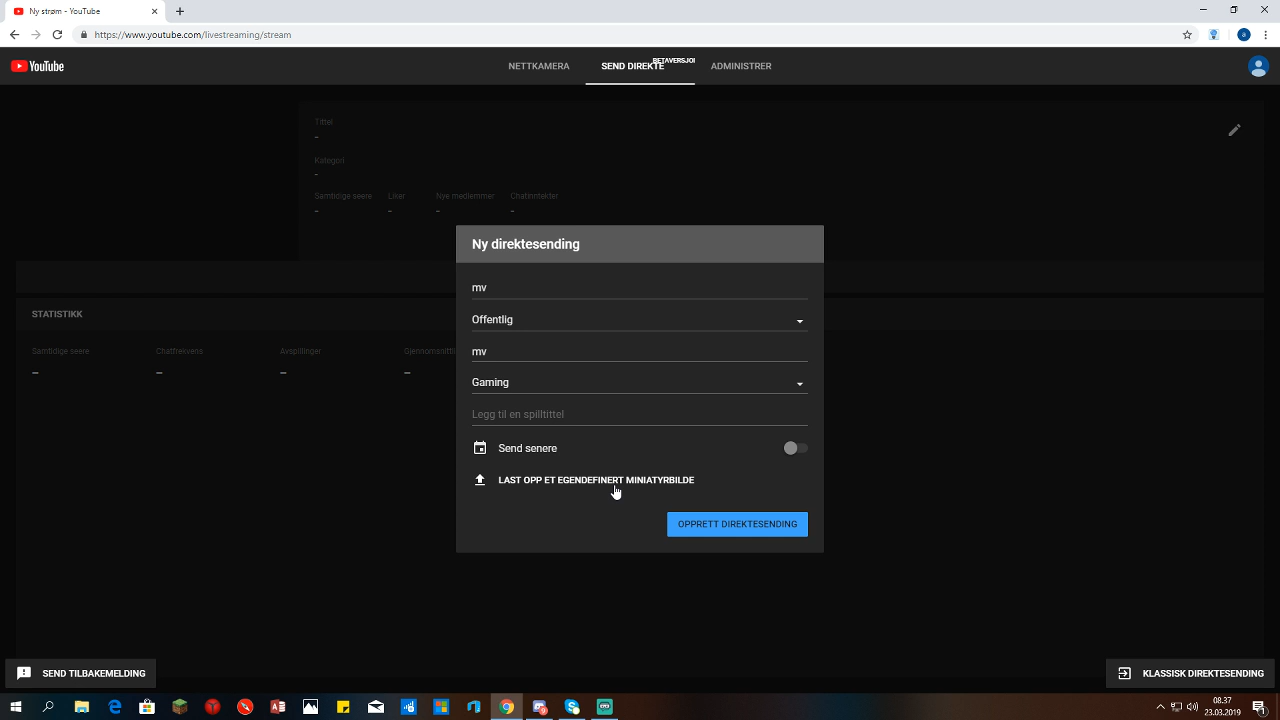 Ny strøm - YouTube
https://www.youtube.com/livestreaming/stream
YouTube
NETTKAMERA
SEND DIREKTE
ADMINISTRER
Tittel
-
Kategori
-
Samtidige seere Liker Nye medlemmer Chatinntekter
- - - -
Ny direktesending
mv
Offentlig
mv
Gaming
Legg til en spilltittel
Send senere
LAST OPP ET EGENDEFINERT MINIATYRBILDE
OPPRETT DIREKTESENDING
STATISTIKK
Samtidige seere Chatfrekvens Avspillinger
– – – –
SEND TILBAKEMELDING
KLASSISK DIREKTESENDING
08.37
23.03.2019